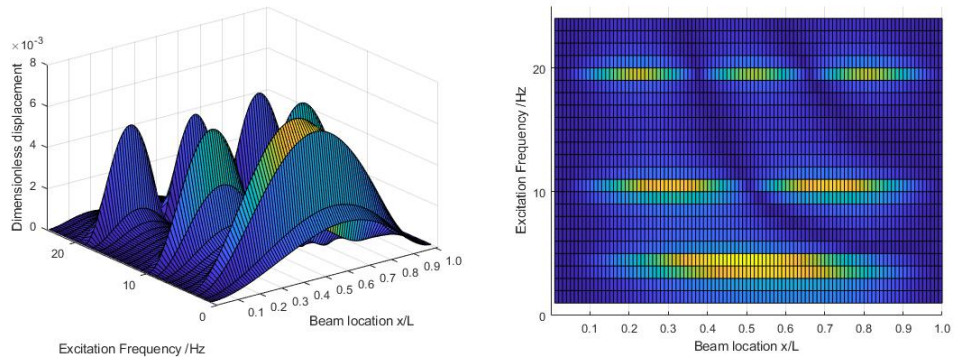 × 10⁻³
8
6
4
2
0
Dimensionless displacement
20
10
0
Excitation Frequency /Hz
0.1 0.2 0.3 0.4 0.5 0.6 0.7 0.8 0.9 1.0
Beam location x/L
20
10
0
Excitation Frequency /Hz
0.1 0.2 0.3 0.4 0.5 0.6 0.7 0.8 0.9 1.0
Beam location x/L